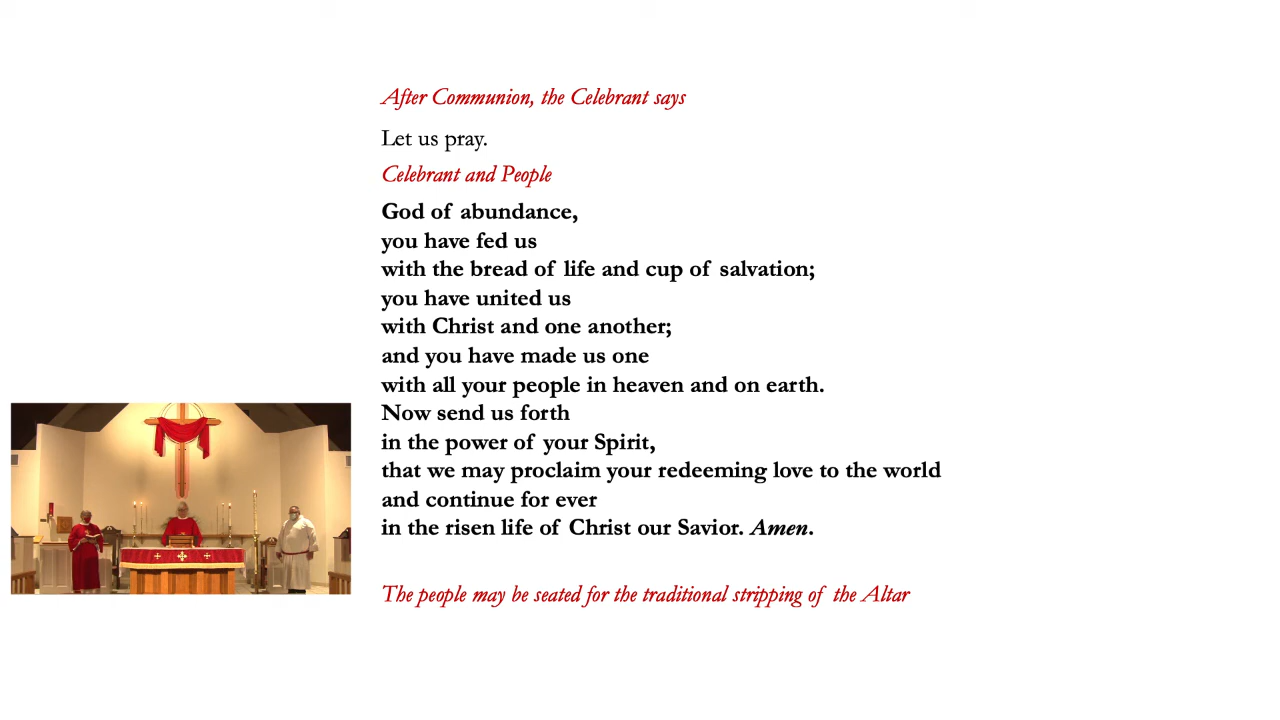 After Communion, the Celebrant says
Let us pray.
Celebrant and People
God of abundance,
you have fed us
with the bread of life and cup of salvation;
you have united us
with Christ and one another;
and you have made us one
with all your people in heaven and on earth.
Now send us forth
in the power of your Spirit,
that we may proclaim your redeeming love to the world
and continue for ever
in the risen life of Christ our Savior. Amen.
The people may be seated for the traditional stripping of the Altar